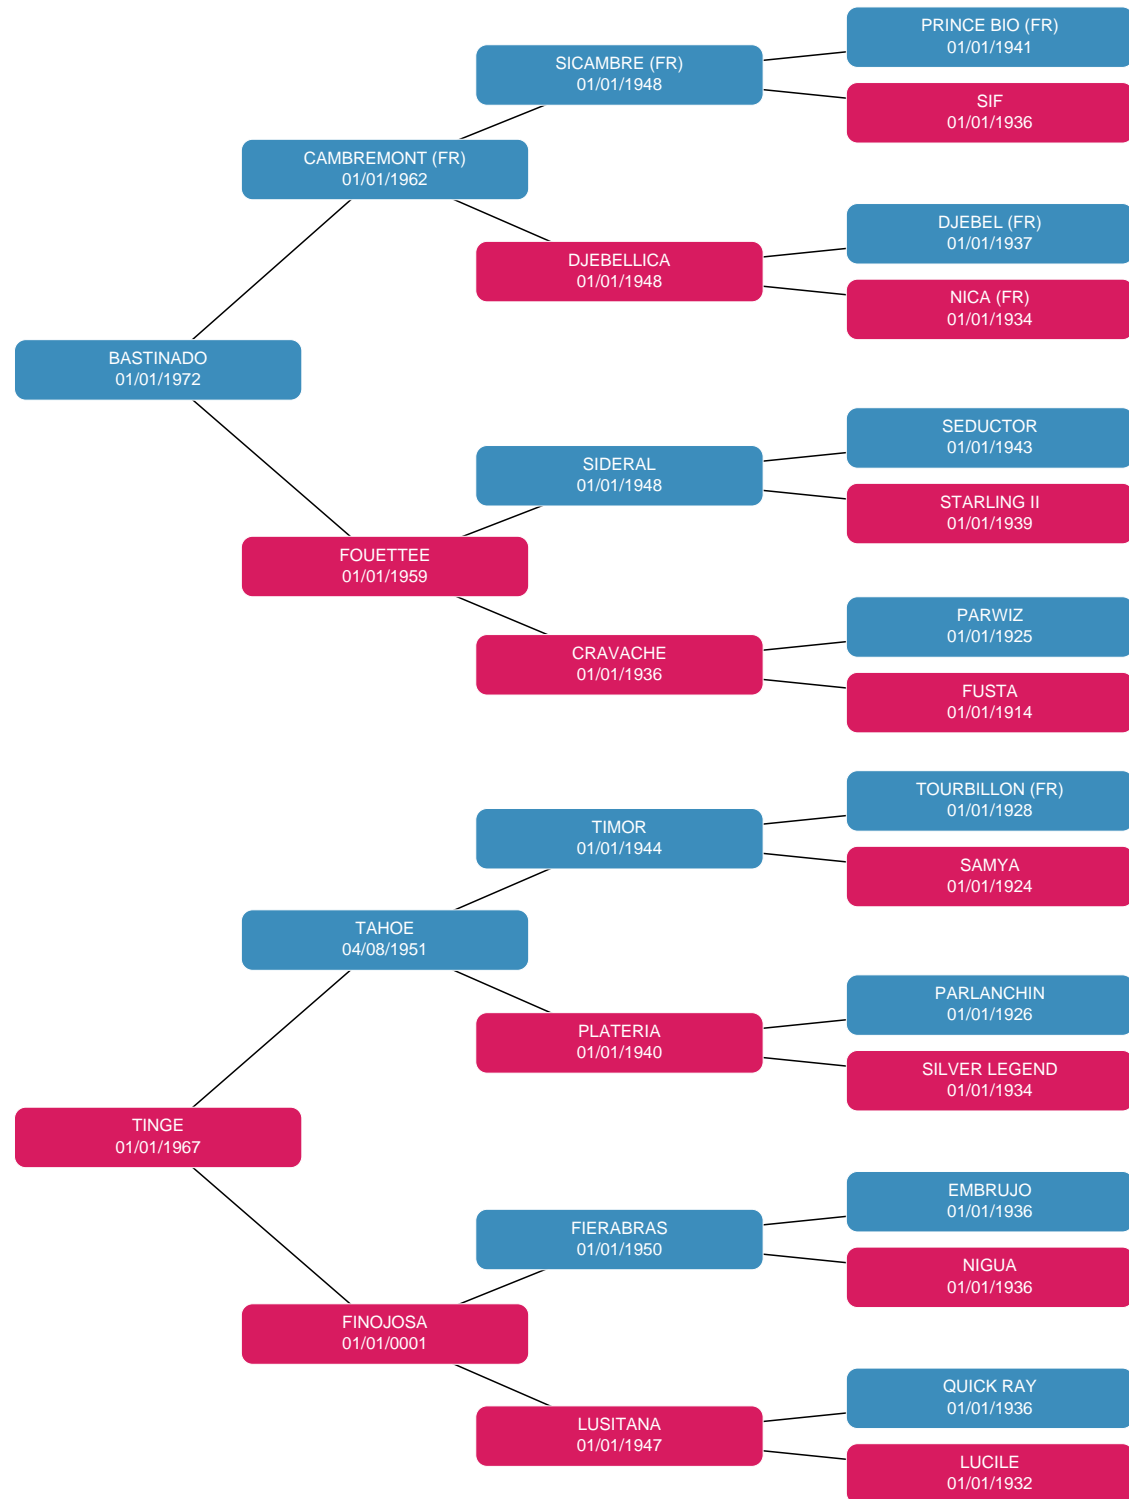 PRINCE BIO (FR)
01/01/1941
SICAMBRE (FR)
01/01/1948
SIF
01/01/1936
CAMBREMONT (FR)
01/01/1962
DJEBEL (FR)
01/01/1937
DJEBELLICA
01/01/1948
NICA (FR)
01/01/1934
BASTINADO
01/01/1972
SEDUCTOR
01/01/1943
SIDERAL
01/01/1948
STARLING II
01/01/1939
FOUETTEE
01/01/1959
PARWIZ
01/01/1925
CRAVACHE
01/01/1936
FUSTA
01/01/1914
TOURBILLON (FR)
01/01/1928
TIMOR
01/01/1944
SAMYA
01/01/1924
TAHOE
04/08/1951
PARLANCHIN
01/01/1926
PLATERIA
01/01/1940
SILVER LEGEND
01/01/1934
TINGE
01/01/1967
EMBRUJO
01/01/1936
FIERABRAS
01/01/1950
NIGUA
01/01/1936
FINOJOSA
01/01/0001
QUICK RAY
01/01/1936
LUSITANA
01/01/1947
LUCILE
01/01/1932